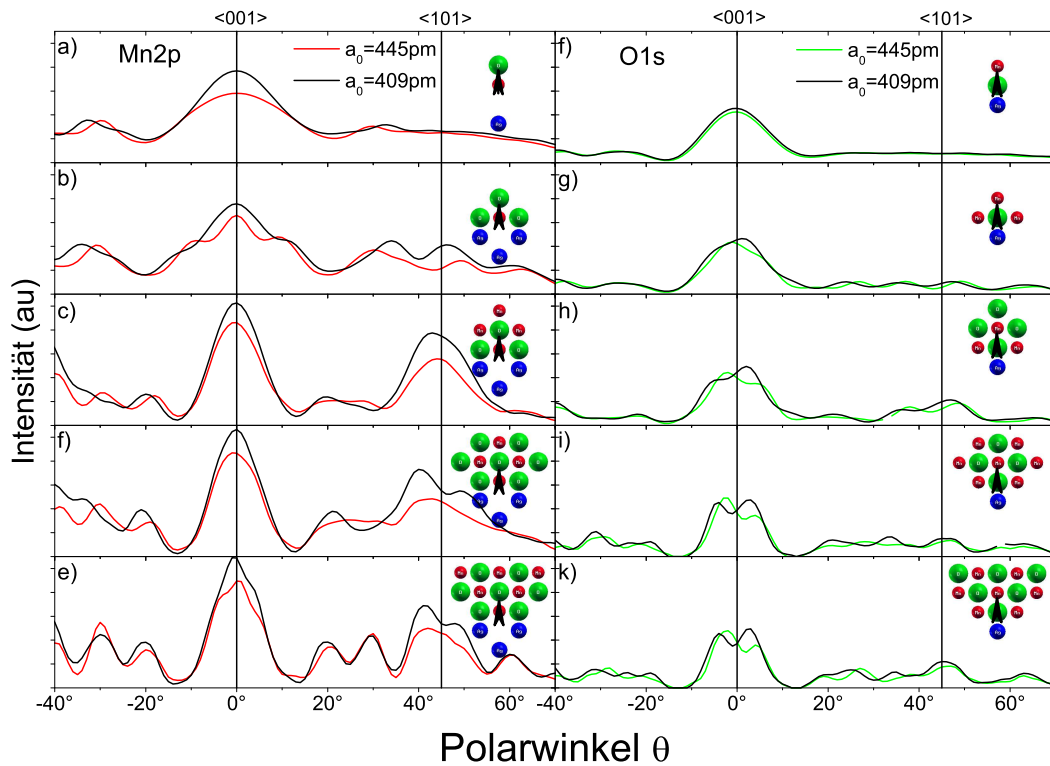 <001> <101> <001> <101>
a) Mn2p a₀=445pm a₀=409pm
f) O1s a₀=445pm a₀=409pm
b) g)
c) h)
f) i)
e) k)
Intensität (au)
-40° -20° 0° 20° 40° 60° -40° -20° 0° 20° 40° 60°
Polarwinkel θ